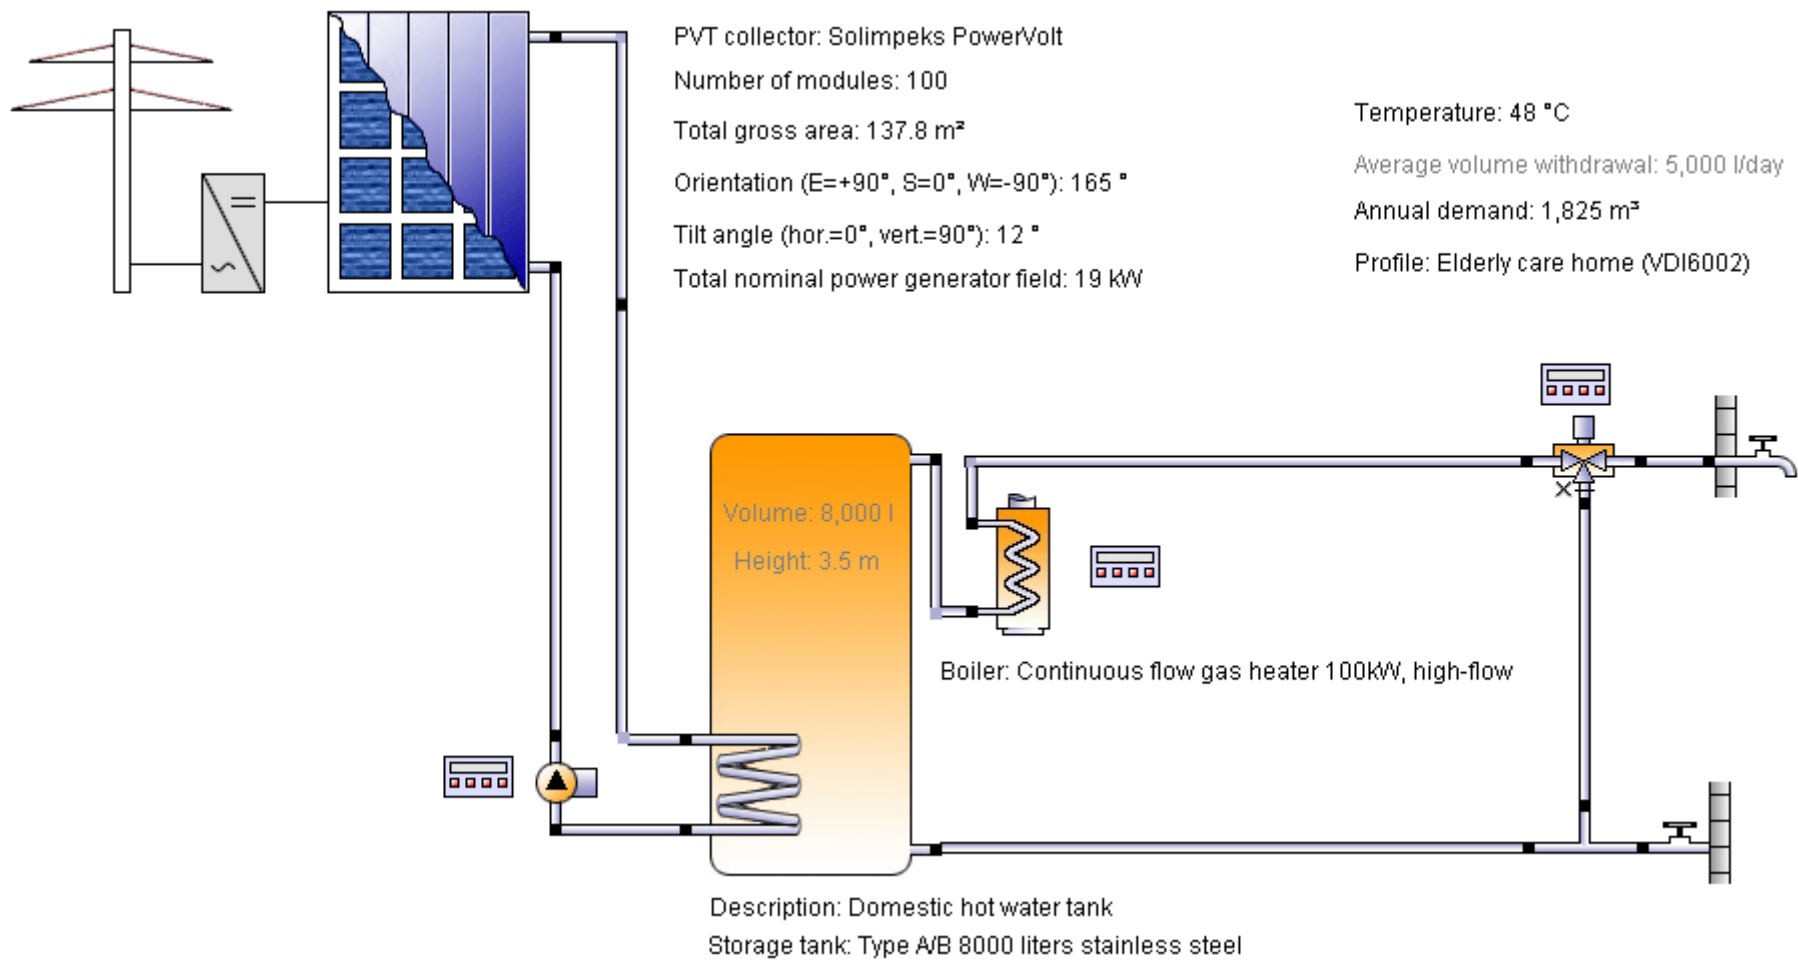 PVT collector: Solimpeks PowerVolt
Number of modules: 100
Total gross area: 137.8 m²
Orientation (E=+90°, S=0°, W=-90°): 165 °
Tilt angle (hor.=0°, vert.=90°): 12 °
Total nominal power generator field: 19 kW
Temperature: 48 °C
Average volume withdrawal: 5,000 l/day
Annual demand: 1,825 m³
Profile: Elderly care home (VDI6002)
Volume: 8,000 l
Height: 3.5 m
Boiler: Continuous flow gas heater 100kW, high-flow
Description: Domestic hot water tank
Storage tank: Type A/B 8000 liters stainless steel